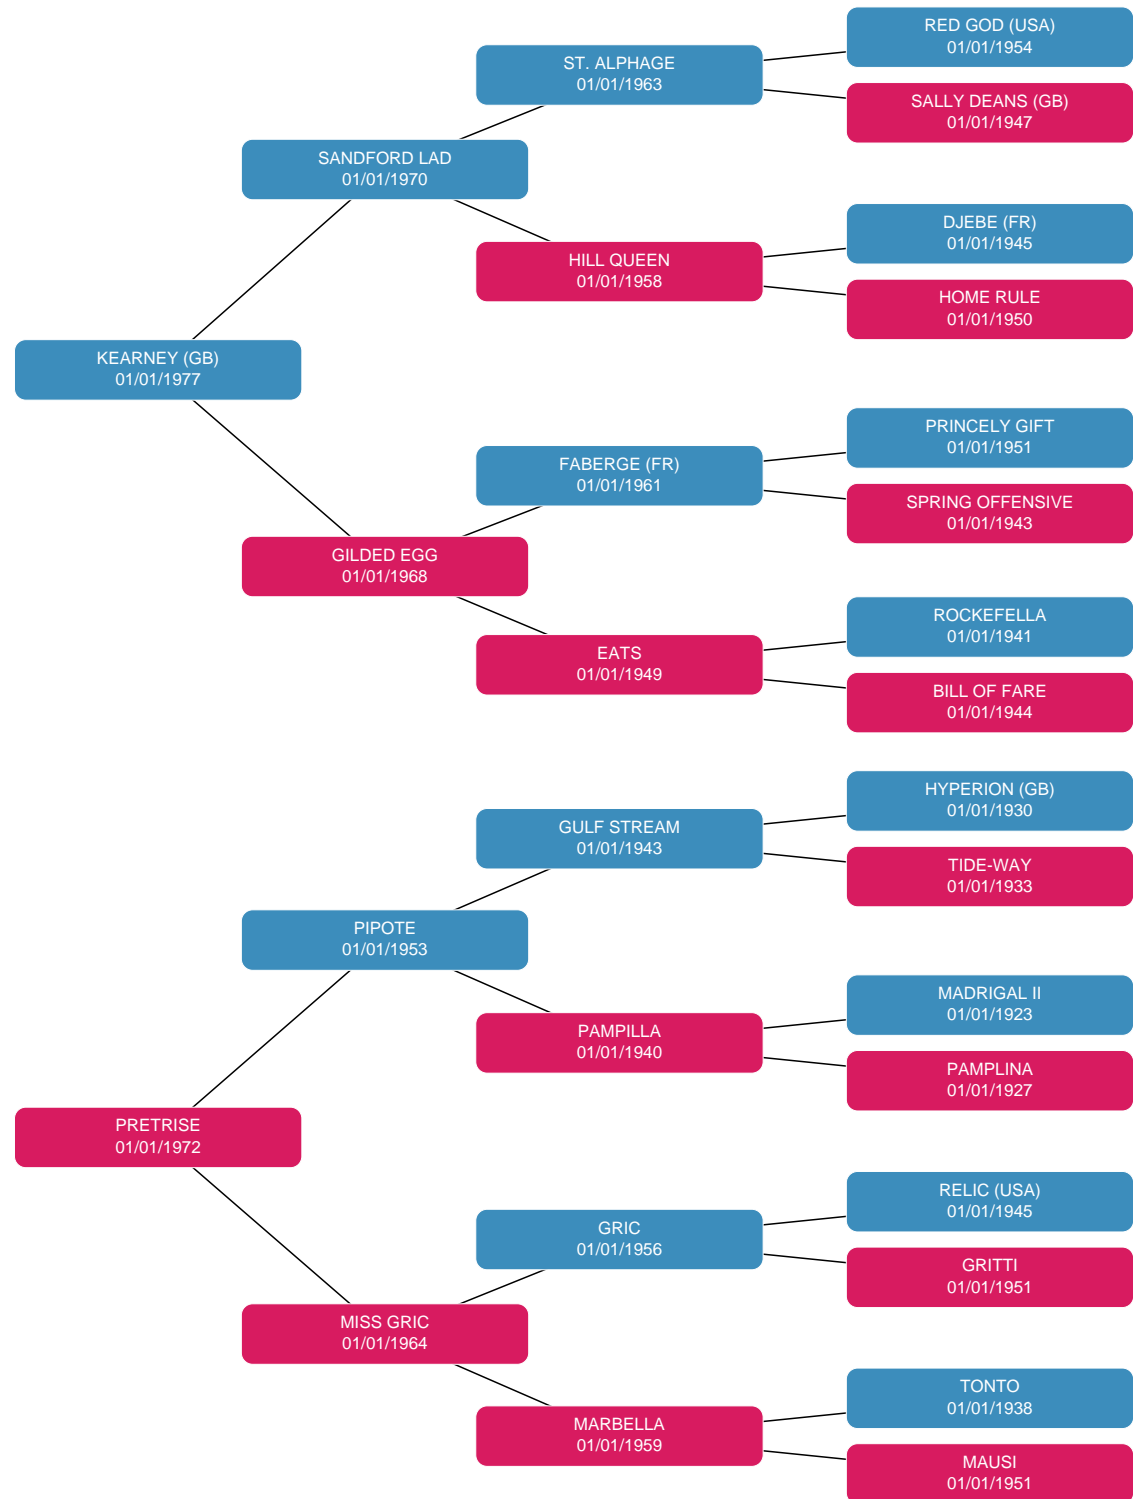 RED GOD (USA)
01/01/1954
ST. ALPHAGE
01/01/1963
SALLY DEANS (GB)
01/01/1947
SANDFORD LAD
01/01/1970
DJEBE (FR)
01/01/1945
HILL QUEEN
01/01/1958
HOME RULE
01/01/1950
KEARNEY (GB)
01/01/1977
PRINCELY GIFT
01/01/1951
FABERGE (FR)
01/01/1961
SPRING OFFENSIVE
01/01/1943
GILDED EGG
01/01/1968
ROCKEFELLA
01/01/1941
EATS
01/01/1949
BILL OF FARE
01/01/1944
HYPERION (GB)
01/01/1930
GULF STREAM
01/01/1943
TIDE-WAY
01/01/1933
PIPOTE
01/01/1953
MADRIGAL II
01/01/1923
PAMPILLA
01/01/1940
PAMPLINA
01/01/1927
PRETRISE
01/01/1972
RELIC (USA)
01/01/1945
GRIC
01/01/1956
GRITTI
01/01/1951
MISS GRIC
01/01/1964
TONTO
01/01/1938
MARBELLA
01/01/1959
MAUSI
01/01/1951